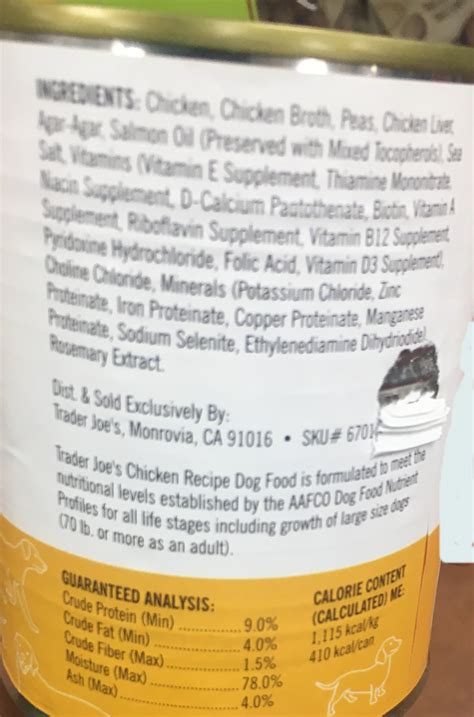 INGREDIENTS: Chicken, Chicken Broth, Peas, Chicken Liver,
Agar-Agar, Salmon Oil (Preserved with Mixed Tocopherols), Sea
Salt, Vitamins (Vitamin E Supplement, Thiamine Mononitrate,
Niacin Supplement, D-Calcium Pantothenate, Biotin, Vitamin A
Supplement, Riboflavin Supplement, Vitamin B12 Supplement,
Pyridoxine Hydrochloride, Folic Acid, Vitamin D3 Supplement),
Choline Chloride, Minerals (Potassium Chloride, Zinc
Proteinate, Iron Proteinate, Copper Proteinate, Manganese
Proteinate, Sodium Selenite, Ethylenediamine Dihydriodide),
Rosemary Extract.
Dist. & Sold Exclusively By:
Trader Joe's, Monrovia, CA 91016 • SKU# 6701
Trader Joe's Chicken Recipe Dog Food is formulated to meet the
nutritional levels established by the AAFCO Dog Food Nutrient
Profiles for all life stages including growth of large size dogs
(70 lb. or more as an adult).
GUARANTEED ANALYSIS:
Crude Protein (Min) ............ 9.0%
Crude Fat (Min) ............ 4.0%
Crude Fiber (Max) ............ 1.5%
Moisture (Max) ............ 78.0%
Ash (Max) ............ 4.0%
CALORIE CONTENT
(CALCULATED) ME:
1,115 kcal/kg
410 kcal/can